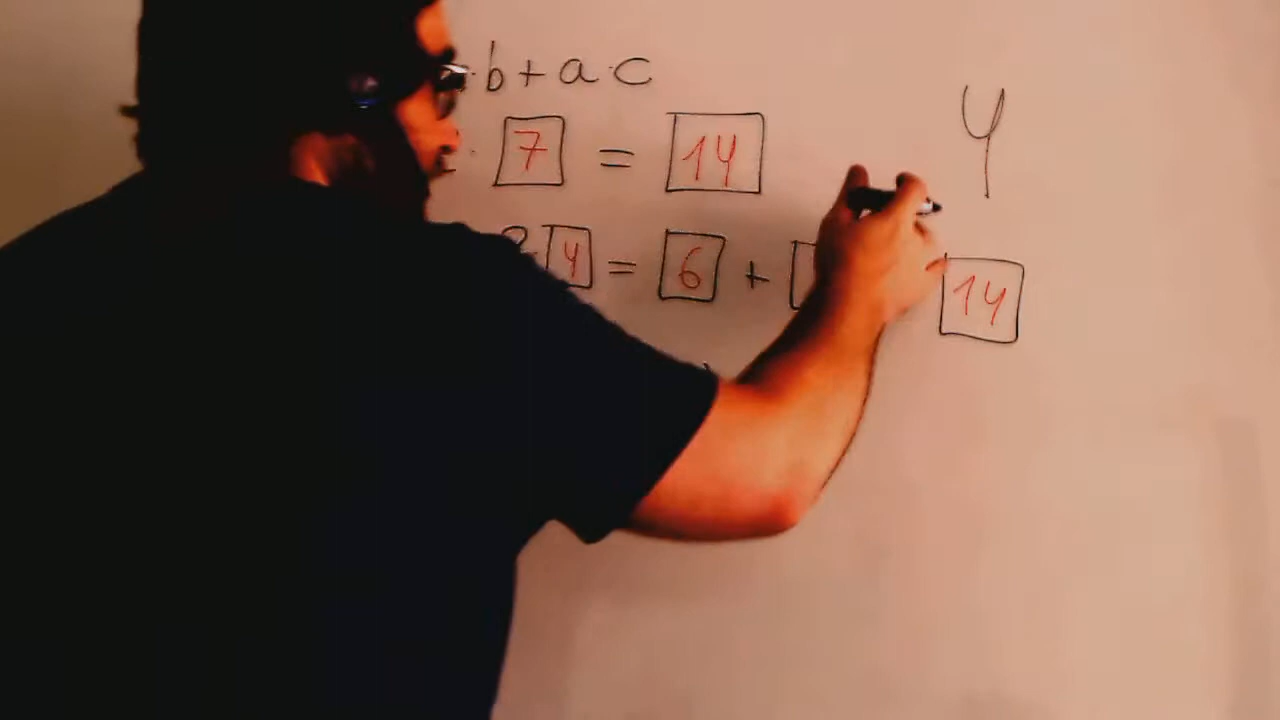 · b + a · c
· 7 = 14
4 = 6 + 14
4